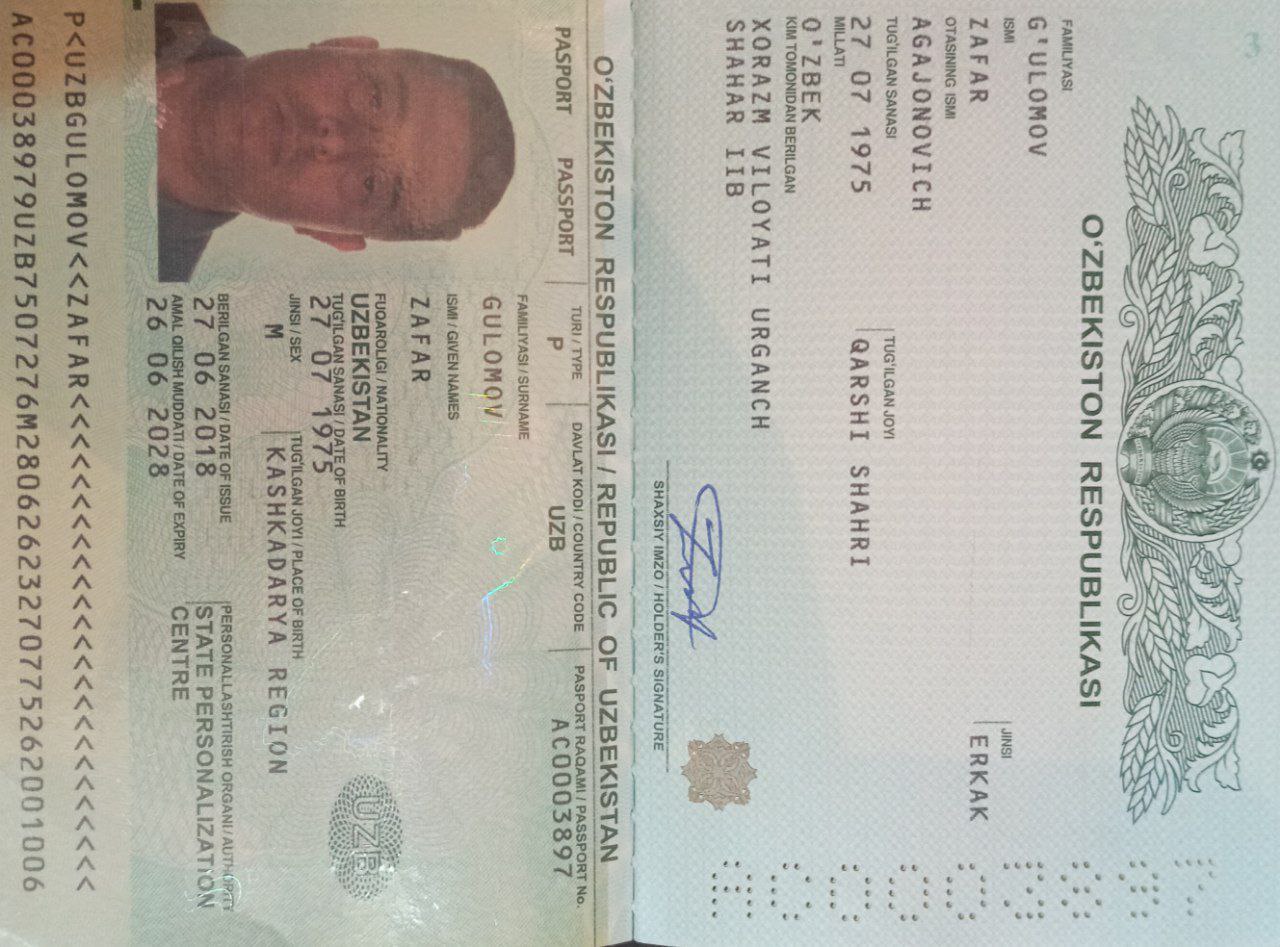 3
O‘ZBEKISTON RESPUBLIKASI
FAMILIYASI
G'ULOMOV
ISMI
ZAFAR
JINSI
ERKAK
OTASINING ISMI
AGAJONOVICH
TUG‘ILGAN SANASI
27 07 1975
TUG‘ILGAN JOYI
QARSHI SHAHRI
MILLATI
O'ZBEK
KIM TOMONIDAN BERILGAN
XORAZM VILOYATI URGANCH
SHAHAR IIB
SHAXSIY IMZO / HOLDER'S SIGNATURE
AC0003897
O‘ZBEKISTON RESPUBLIKASI / REPUBLIC OF UZBEKISTAN
PASPORT PASSPORT
TURI / TYPE
P
DAVLAT KODI / COUNTRY CODE
UZB
PASPORT RAQAMI / PASSPORT No.
AC0003897
FAMILIYASI / SURNAME
GULOMOV
ISMI / GIVEN NAMES
ZAFAR
FUQAROLIGI / NATIONALITY
UZBEKISTAN
TUG‘ILGAN SANASI / DATE OF BIRTH
27 07 1975
JINSI / SEX
M
TUG‘ILGAN JOYI / PLACE OF BIRTH
KASHKADARYA REGION
UZB
BERILGAN SANASI / DATE OF ISSUE
27 06 2018
PERSONALLASHTIRISH ORGANI / AUTHORITY
STATE PERSONALIZATION
CENTRE
AMAL QILISH MUDDATI / DATE OF EXPIRY
26 06 2028
P<UZBGULOMOV<<ZAFAR<<<<<<<<<<<<<<<<<<<<<<<<<
AC00038979UZB7507276M28062623270775262001006